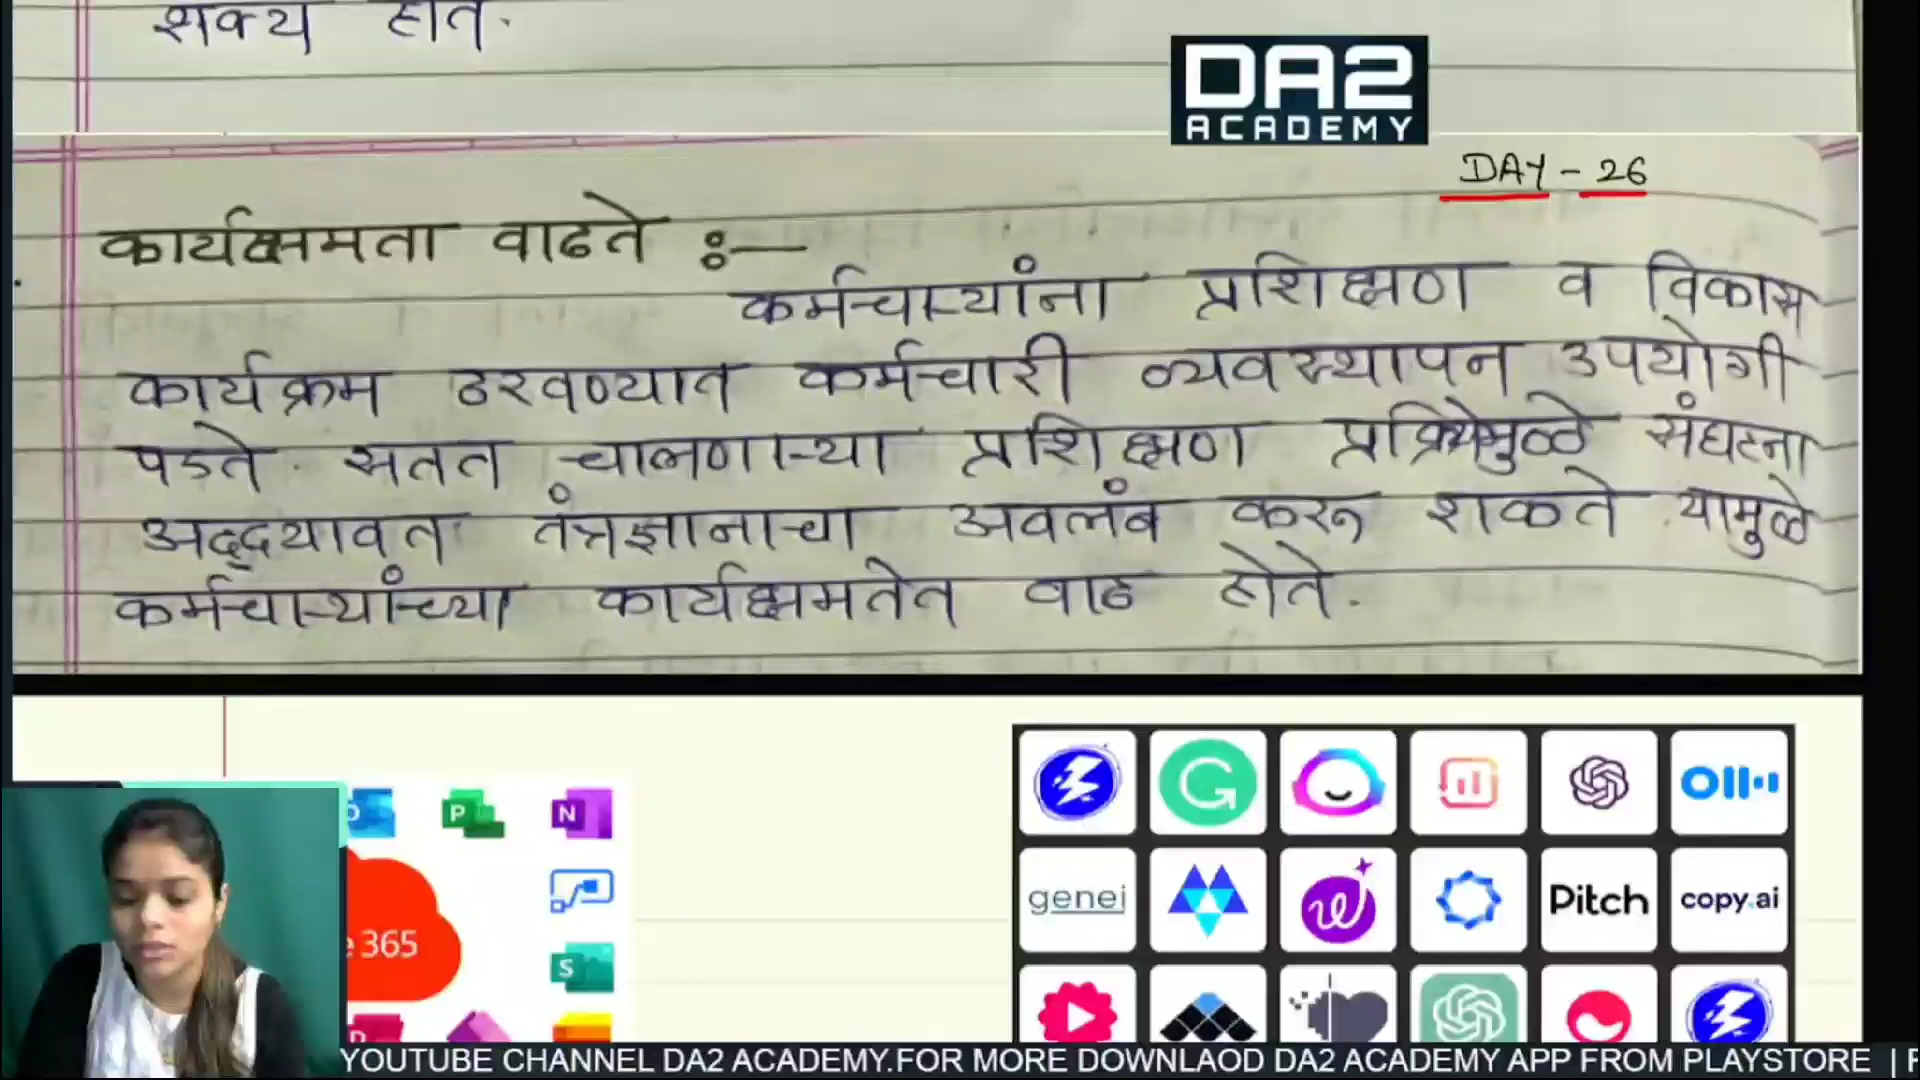 शक्य होते.
DA2
ACADEMY
DAY - 26
कार्यक्षमता वाढते :—
कर्मचाऱ्यांना प्रशिक्षण व विकास
कार्यक्रम ठरवण्यात कर्मचारी व्यवस्थापन उपयोगी
पडते. सतत चालणाऱ्या प्रशिक्षण प्रक्रियेमुळे संघटना
अद्दयावत तंत्रज्ञानाचा अवलंब करू शकते यामुळे
कर्मचाऱ्यांच्या कार्यक्षमतेत वाढ होते.
P N
e 365
S
genei Pitch copy.ai
YOUTUBE CHANNEL DA2 ACADEMY.FOR MORE DOWNLAOD DA2 ACADEMY APP FROM PLAYSTORE | F